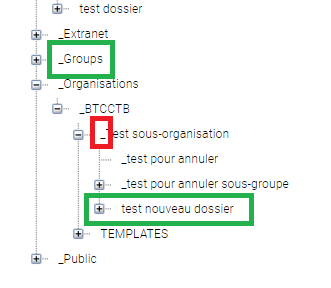 test dossier
_Extranet
_Groups
_Organisations
_BTCCTB
_Test sous-organisation
_test pour annuler
_test pour annuler sous-groupe
test nouveau dossier
TEMPLATES
_Public